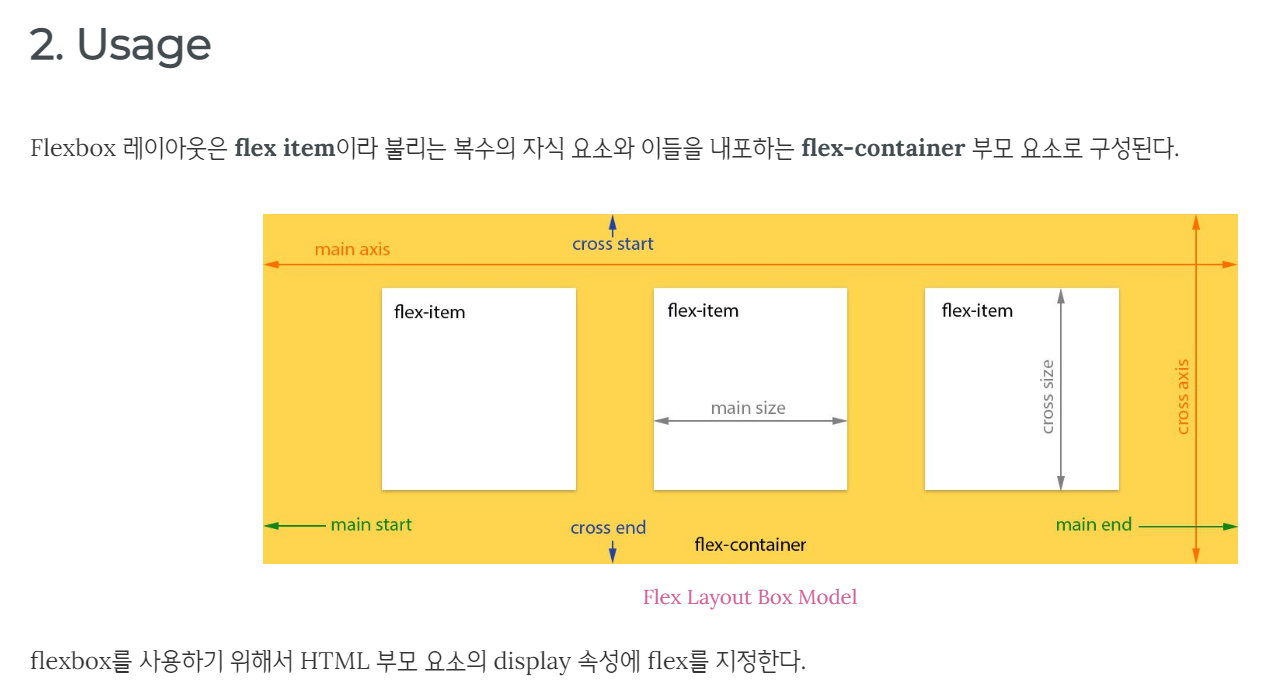 2. Usage
Flexbox 레이아웃은 flex item이라 불리는 복수의 자식 요소와 이들을 내포하는 flex-container 부모 요소로 구성된다.
cross start
main axis
flex-item
flex-item
flex-item
main size
cross size
cross axis
main start
cross end
main end
flex-container
Flex Layout Box Model
flexbox를 사용하기 위해서 HTML 부모 요소의 display 속성에 flex를 지정한다.